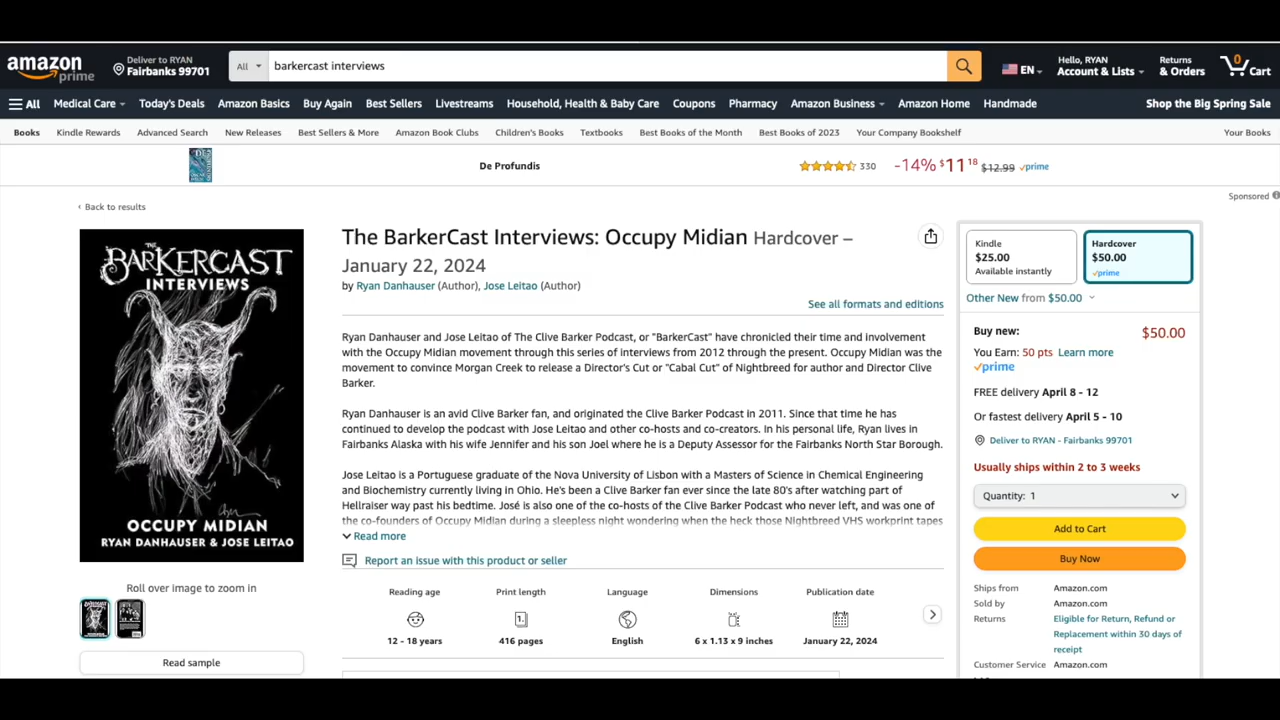 amazon
prime
Deliver to RYAN
Fairbanks 99701
All
barkercast interviews
EN
Hello, RYAN
Account & Lists
Returns
& Orders
0
Cart
All
Medical Care
Today's Deals
Amazon Basics
Buy Again
Best Sellers
Livestreams
Household, Health & Baby Care
Coupons
Pharmacy
Amazon Business
Amazon Home
Handmade
Shop the Big Spring Sale
Books
Kindle Rewards
Advanced Search
New Releases
Best Sellers & More
Amazon Book Clubs
Children's Books
Textbooks
Best Books of the Month
Best Books of 2023
Your Company Bookshelf
Your Books
De Profundis
330
-14% $11 18 $12.99 prime
Sponsored
‹ Back to results
THE
BARKERCAST
INTERVIEWS
OCCUPY MIDIAN
RYAN DANHAUSER & JOSE LEITAO
Roll over image to zoom in
Read sample
The BarkerCast Interviews: Occupy Midian Hardcover –
January 22, 2024
by Ryan Danhauser (Author), Jose Leitao (Author)
See all formats and editions
Ryan Danhauser and Jose Leitao of The Clive Barker Podcast, or "BarkerCast" have chronicled their time and involvement
with the Occupy Midian movement through this series of interviews from 2012 through the present. Occupy Midian was the
movement to convince Morgan Creek to release a Director's Cut or "Cabal Cut" of Nightbreed for author and Director Clive
Barker.
Ryan Danhauser is an avid Clive Barker fan, and originated the Clive Barker Podcast in 2011. Since that time he has
continued to develop the podcast with Jose Leitao and other co-hosts and co-creators. In his personal life, Ryan lives in
Fairbanks Alaska with his wife Jennifer and his son Joel where he is a Deputy Assessor for the Fairbanks North Star Borough.
Jose Leitao is a Portuguese graduate of the Nova University of Lisbon with a Masters of Science in Chemical Engineering
and Biochemistry currently living in Ohio. He's been a Clive Barker fan ever since the late 80's after watching part of
Hellraiser way past his bedtime. José is also one of the co-hosts of the Clive Barker Podcast who never left, and was one of
the co-founders of Occupy Midian during a sleepless night wondering when the heck those Nightbreed VHS workprint tapes
Read more
Report an issue with this product or seller
Reading age
12 - 18 years
Print length
416 pages
Language
English
Dimensions
6 x 1.13 x 9 inches
Publication date
January 22, 2024
Kindle
$25.00
Available instantly
Hardcover
$50.00
prime
Other New from $50.00
Buy new:
$50.00
You Earn: 50 pts Learn more
prime
FREE delivery April 8 - 12
Or fastest delivery April 5 - 10
Deliver to RYAN - Fairbanks 99701
Usually ships within 2 to 3 weeks
Quantity: 1
Add to Cart
Buy Now
Ships from Amazon.com
Sold by Amazon.com
Returns Eligible for Return, Refund or
Replacement within 30 days of
receipt
Customer Service Amazon.com